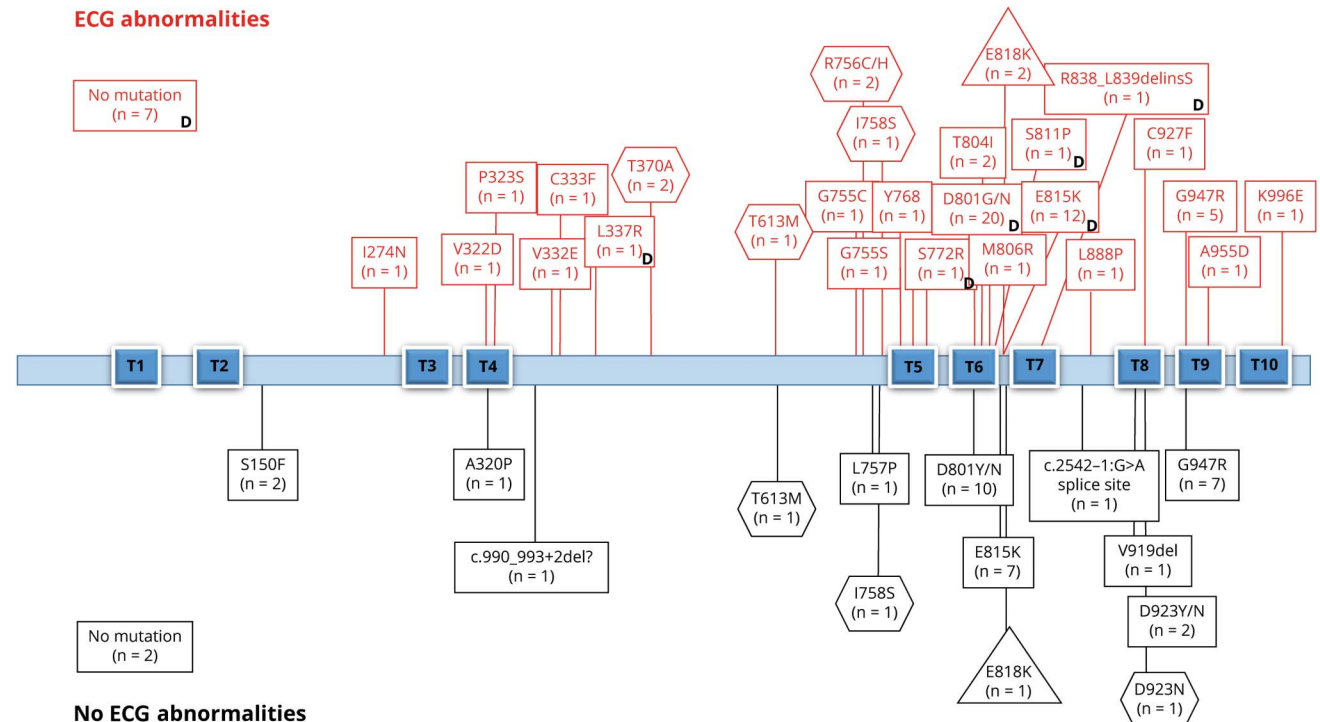 ECG abnormalities
No mutation
(n = 7)
D
I274N
(n = 1)
P323S
(n = 1)
V322D
(n = 1)
C333F
(n = 1)
V332E
(n = 1)
L337R
(n = 1)
D
T370A
(n = 2)
T613M
(n = 1)
R756C/H
(n = 2)
I758S
(n = 1)
G755C
(n= 1)
Y768
(n = 1)
G755S
(n = 1)
S772R
(n = 1)
D
T804I
(n = 2)
D801G/N
(n = 20)
D
M806R
(n = 1)
E818K
(n = 2)
R838_L839delinsS
(n = 1)
D
S811P
(n = 1)
D
E815K
(n = 12)
D
L888P
(n = 1)
C927F
(n = 1)
G947R
(n = 5)
A955D
(n = 1)
K996E
(n = 1)
T1
T2
T3
T4
T5
T6
T7
T8
T9
T10
S150F
(n = 2)
A320P
(n = 1)
c.990_993+2del?
(n = 1)
T613M
(n = 1)
L757P
(n = 1)
I758S
(n = 1)
D801Y/N
(n = 10)
E815K
(n = 7)
E818K
(n = 1)
c.2542–1:G>A
splice site
(n = 1)
V919del
(n = 1)
D923Y/N
(n = 2)
D923N
(n = 1)
G947R
(n = 7)
No mutation
(n = 2)
No ECG abnormalities